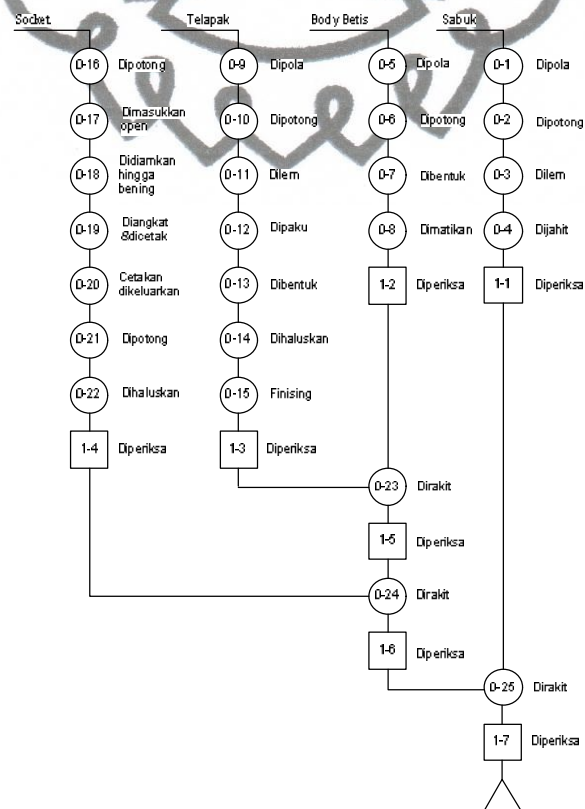 Socket
Telapak
Body Betis
Sabuk
0-16 Dipotong
0-9 Dipola
0-5 Dipola
0-1 Dipola
0-17 Dimasukkan
open
0-10 Dipotong
0-6 Dipotong
0-2 Dipotong
0-18 Didiamkan
hingga
bening
0-11 Dilem
0-7 Dibentuk
0-3 Dilem
0-19 Diangkat
&dicetak
0-12 Dipaku
0-8 Dimatikan
0-4 Dijahit
0-20 Cetakan
dikeluarkan
0-13 Dibentuk
1-2 Diperiksa
1-1 Diperiksa
0-21 Dipotong
0-14 Dihaluskan
0-22 Dihaluskan
0-15 Finising
1-4 Diperiksa
1-3 Diperiksa
0-23 Dirakit
1-5 Diperiksa
0-24 Dirakit
1-6 Diperiksa
0-25 Dirakit
1-7 Diperiksa